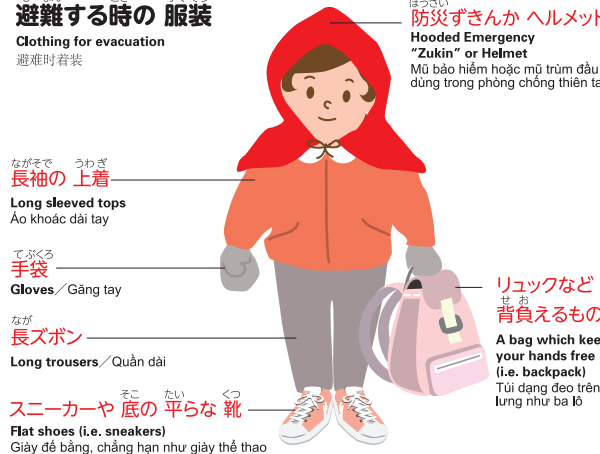 避難する時の 服装
Clothing for evacuation
避难时着装
ぼうさい
防災ずきんか ヘルメット
Hooded Emergency
“Zukin” or Helmet
Mũ bảo hiểm hoặc mũ trùm đầu
dùng trong phòng chống thiên ta
ながそで うわぎ
長袖の 上着
Long sleeved tops
Áo khoác dài tay
てぶくろ
手袋
Gloves／Găng tay
なが
長ズボン
Long trousers／Quần dài
リュックなど
せお
背負えるもの
A bag which kee
your hands free
(i.e. backpack)
Túi dạng đeo trên
lưng như ba lô
そこ たい くつ
スニーカーや 底の 平らな 靴
Flat shoes (i.e. sneakers)
Giày đế bằng, chẳng hạn như giày thể thao